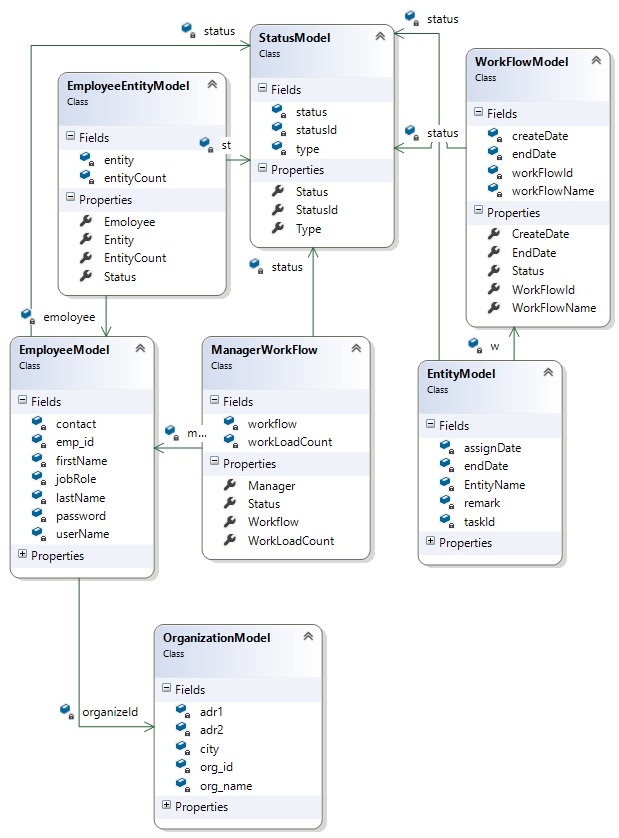 status
StatusModel
Class
Fields
status
statusId
type
Properties
Status
StatusId
Type
status
WorkFlowModel
Class
Fields
createDate
endDate
workFlowId
workFlowName
Properties
CreateDate
EndDate
Status
WorkFlowId
WorkFlowName
status
EmployeeEntityModel
Class
Fields
entity
entityCount
Properties
Emoloyee
Entity
EntityCount
Status
st
status
emoloyee
w
EmployeeModel
Class
Fields
contact
emp_id
firstName
jobRole
lastName
password
userName
Properties
m...
ManagerWorkFlow
Class
Fields
workflow
workLoadCount
Properties
Manager
Status
Workflow
WorkLoadCount
EntityModel
Class
Fields
assignDate
endDate
EntityName
remark
taskId
Properties
organizeId
OrganizationModel
Class
Fields
adr1
adr2
city
org_id
org_name
Properties